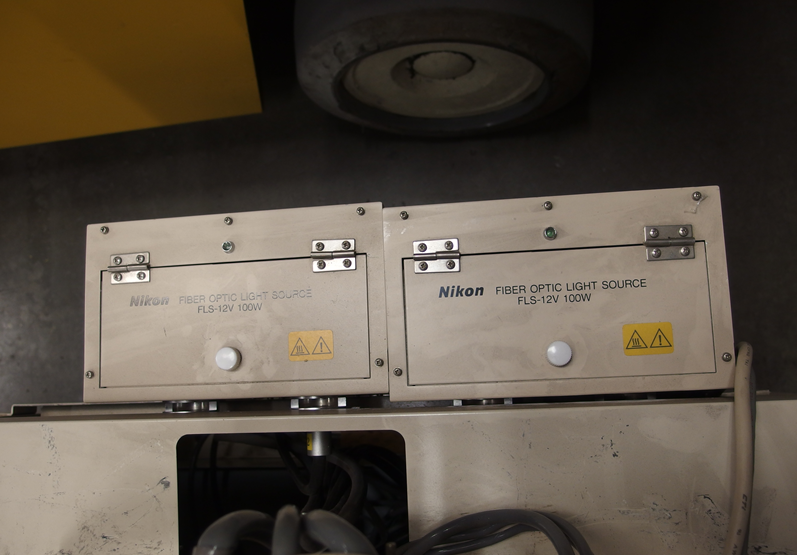 Nikon FIBER OPTIC LIGHT SOURCE
FLS-12V 100W
Nikon FIBER OPTIC LIGHT SOURCE
FLS-12V 100W